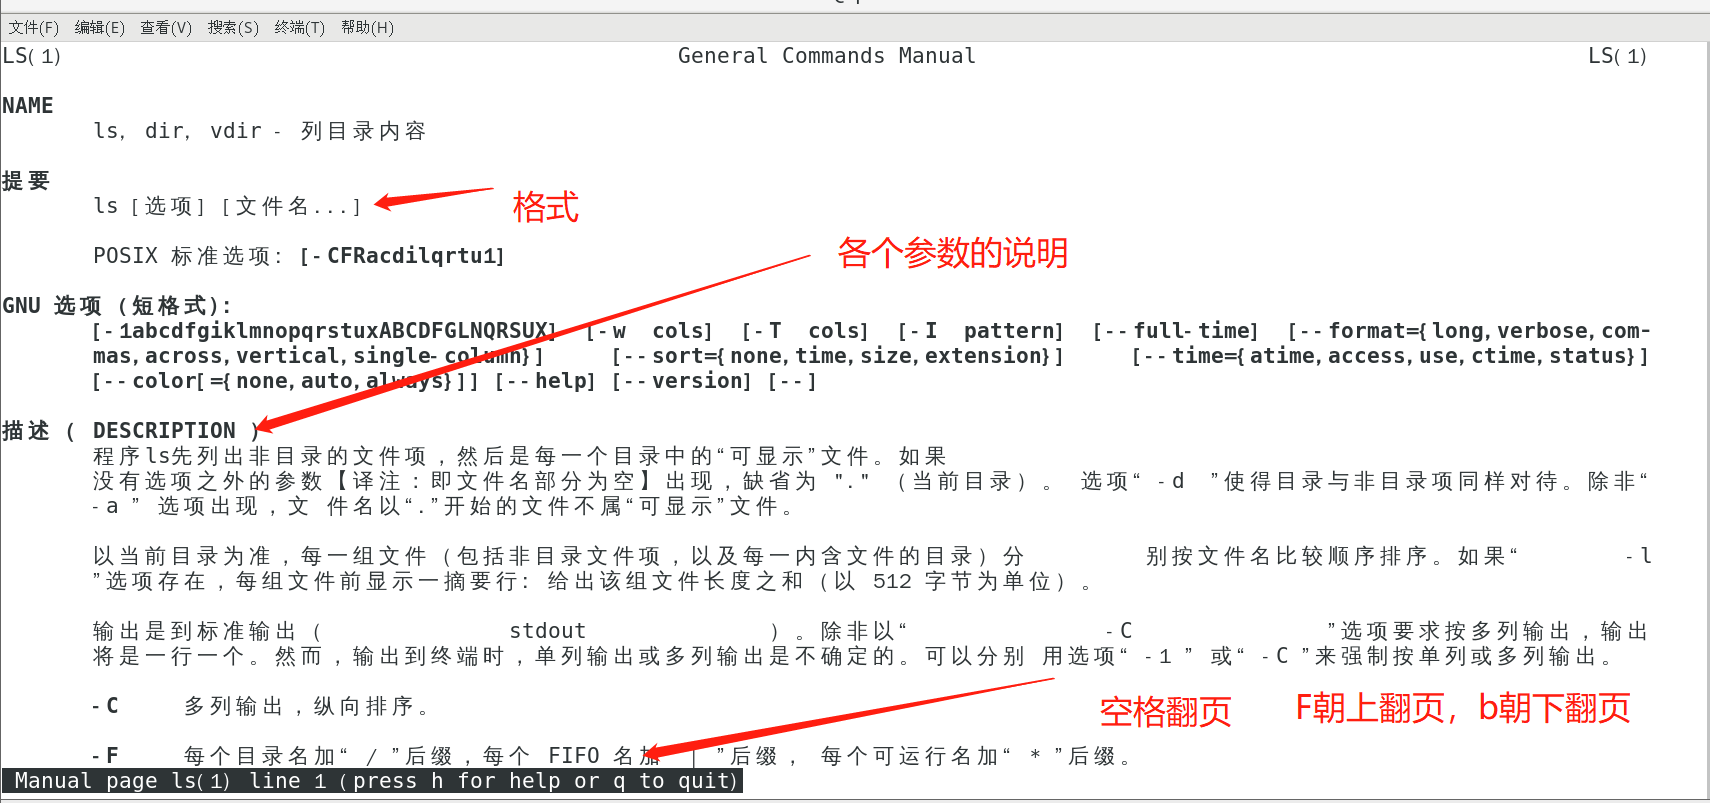 文件(F) 编辑(E) 查看(V) 搜索(S) 终端(T) 帮助(H)
LS(1) General Commands Manual LS(1)
NAME
ls, dir, vdir - 列目录内容
提要
ls [选项] [文件名...]
格式
POSIX 标准选项: [-CFRacdilqrtu1]
各个参数的说明
GNU 选项 (短格式):
[-1abcdfgiklmnopqrstuxABCDFGLNQRSUX] [-w cols] [-T cols] [-I pattern] [--full-time] [--format={long,verbose,com-
mas,across,vertical,single-column}] [--sort={none,time,size,extension}] [--time={atime,access,use,ctime,status}]
[--color[={none,auto,always}]] [--help] [--version] [--]
描述( DESCRIPTION )
程序ls先列出非目录的文件项，然后是每一个目录中的“可显示”文件。如果
没有选项之外的参数【译注：即文件名部分为空】出现，缺省为 "." （当前目录）。 选项“ -d ”使得目录与非目录项同样对待。除非“
-a ” 选项出现，文 件名以“.”开始的文件不属“可显示”文件。
以当前目录为准，每一组文件（包括非目录文件项，以及每一内含文件的目录）分 别按文件名比较顺序排序。如果“ -l
”选项存在，每组文件前显示一摘要行: 给出该组文件长度之和（以 512 字节为单位）。
输出是到标准输出（ stdout ）。除非以“ -C ”选项要求按多列输出，输出
将是一行一个。然而，输出到终端时，单列输出或多列输出是不确定的。可以分别 用选项“ -1 ” 或“ -C ”来强制按单列或多列输出。
-C 多列输出，纵向排序。
空格翻页 F朝上翻页，b朝下翻页
-F 每个目录名加“ / ”后缀，每个 FIFO 名加“ | ”后缀， 每个可运行名加“ * ”后缀。
Manual page ls(1) line 1 (press h for help or q to quit)